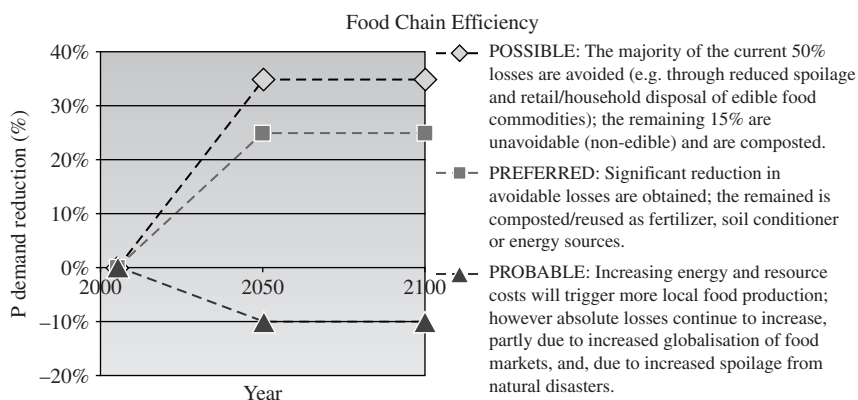 Food Chain Efficiency
P demand reduction (%)
40%
30%
20%
10%
0%
–10%
–20%
2000
2050
2100
Year
POSSIBLE: The majority of the current 50%
losses are avoided (e.g. through reduced spoilage
and retail/household disposal of edible food
commodities); the remaining 15% are
unavoidable (non-edible) and are composted.
PREFERRED: Significant reduction in
avoidable losses are obtained; the remained is
composted/reused as fertilizer, soil conditioner
or energy sources.
PROBABLE: Increasing energy and resource
costs will trigger more local food production;
however absolute losses continue to increase,
partly due to increased globalisation of food
markets, and, due to increased spoilage from
natural disasters.